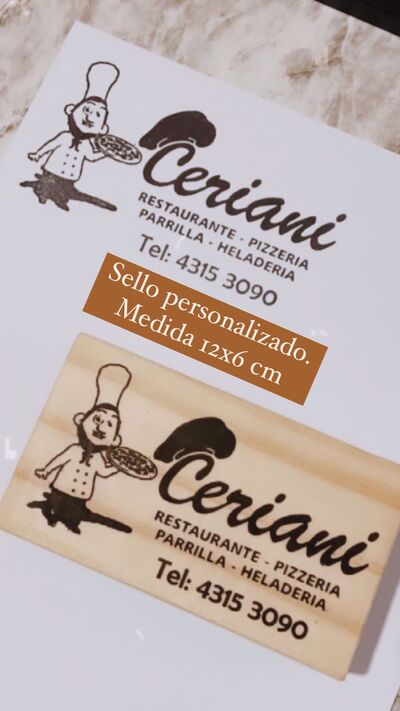 Ceriani
RESTAURANTE - PIZZERIA
PARRILLA - HELADERIA
Tel: 4315 3090
Sello personalizado.
Medida 12x6 cm
Ceriani
RESTAURANTE - PIZZERIA
PARRILLA - HELADERIA
Tel: 4315 3090